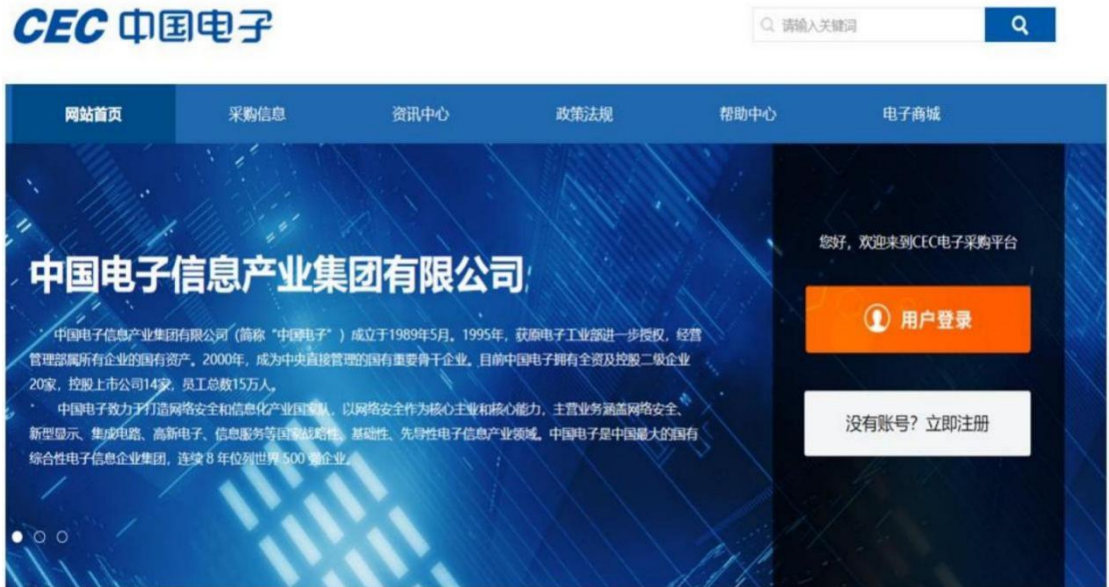 CEC 中国电子
请输入关键词
网站首页 采购信息 资讯中心 政策法规 帮助中心 电子商城
中国电子信息产业集团有限公司
中国电子信息产业集团有限公司（简称“中国电子”）成立于1989年5月，1995年，获原电子工业部进一步授权，经营
管理部属所有企业的国有资产。2000年，成为中央直接管理的国有重要骨干企业。目前中国电子拥有全资及控股二级企业
20家，控股上市公司14家，员工总数15万人。
中国电子致力于打造网络安全和信息化产业国家队，以网络安全作为核心主业和核心能力，主营业务涵盖网络安全、
新型显示、集成电路、高新电子、信息服务等国家战略性、基础性、先导性电子信息产业领域。中国电子是中国最大的国有
综合性电子信息企业集团，连续 8 年位列世界 500 强企业。
您好，欢迎来到CEC电子采购平台
用户登录
没有账号？立即注册